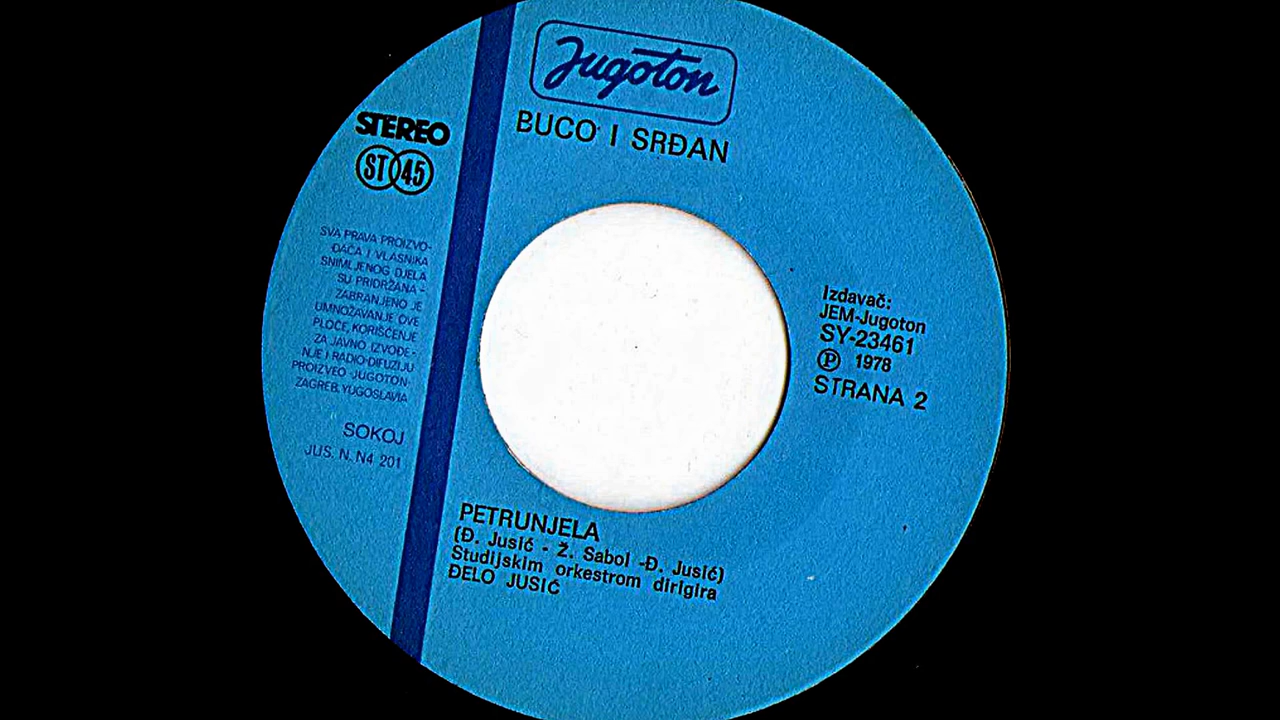 Jugoton
BUCO I SRĐAN
STEREO
ST 45
SVA PRAVA PROIZVO-
ĐAČA I VLASNIKA
SNIMLJENOG DJELA
SU PRIDRŽANA -
ZABRANJENO JE
UMNOŽAVANJE OVE
PLOČE, KORIŠĆENJE
ZA JAVNO IZVOĐE-
NJE I RADIO-DIFUZIJU
PROIZVEO JUGOTON-
ZAGREB, YUGOSLAVIA
SOKOJ
JUS. N. N4 201
Izdavač:
JEM-Jugoton
SY-23461
Ⓟ 1978
STRANA 2
PETRUNJELA
(Đ. Jusić - Ž. Sabol -Đ. Jusić)
Studijskim orkestrom dirigira
ĐELO JUSIĆ